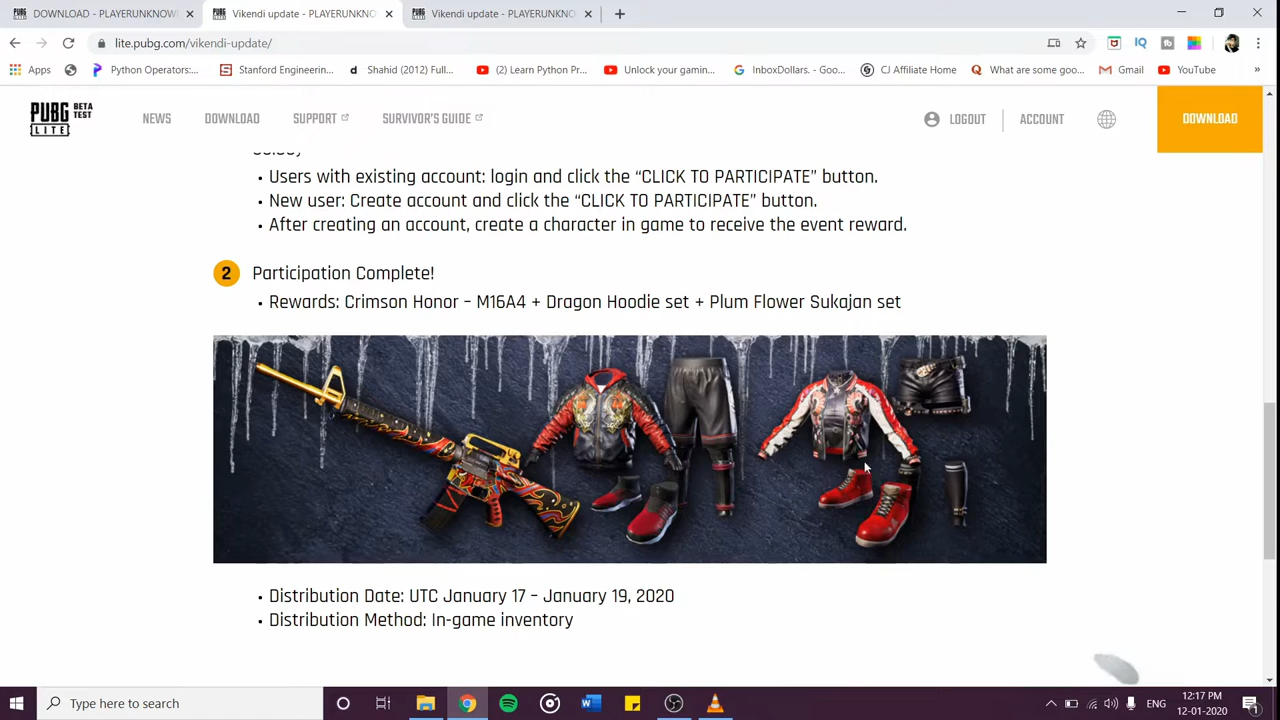 DOWNLOAD - PLAYERUNKNOW
Vikendi update - PLAYERUNKNO
Vikendi update - PLAYERUNKNO
lite.pubg.com/vikendi-update/
Apps
Python Operators:...
Stanford Engineerin...
Shahid (2012) Full...
(2) Learn Python Pr...
Unlock your gamin...
InboxDollars. - Goo...
CJ Affiliate Home
What are some goo...
Gmail
YouTube
»
PUBG LITE BETA TEST
NEWS
DOWNLOAD
SUPPORT
SURVIVOR'S GUIDE
LOGOUT
ACCOUNT
DOWNLOAD
• Users with existing account: login and click the “CLICK TO PARTICIPATE” button.
• New user: Create account and click the “CLICK TO PARTICIPATE” button.
• After creating an account, create a character in game to receive the event reward.
2 Participation Complete!
• Rewards: Crimson Honor – M16A4 + Dragon Hoodie set + Plum Flower Sukajan set
• Distribution Date: UTC January 17 – January 19, 2020
• Distribution Method: In-game inventory
Type here to search
ENG
12:17 PM
12-01-2020